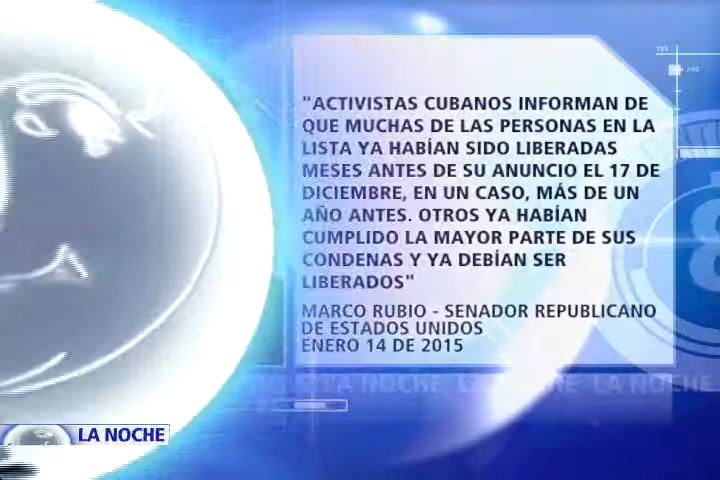 "ACTIVISTAS CUBANOS INFORMAN DE
QUE MUCHAS DE LAS PERSONAS EN LA
LISTA YA HABÍAN SIDO LIBERADAS
MESES ANTES DE SU ANUNCIO EL 17 DE
DICIEMBRE, EN UN CASO, MÁS DE UN
AÑO ANTES. OTROS YA HABÍAN
CUMPLIDO LA MAYOR PARTE DE SUS
CONDENAS Y YA DEBÍAN SER
LIBERADOS"
MARCO RUBIO - SENADOR REPUBLICANO
DE ESTADOS UNIDOS
ENERO 14 DE 2015
LA NOCHE
LA NOCHE